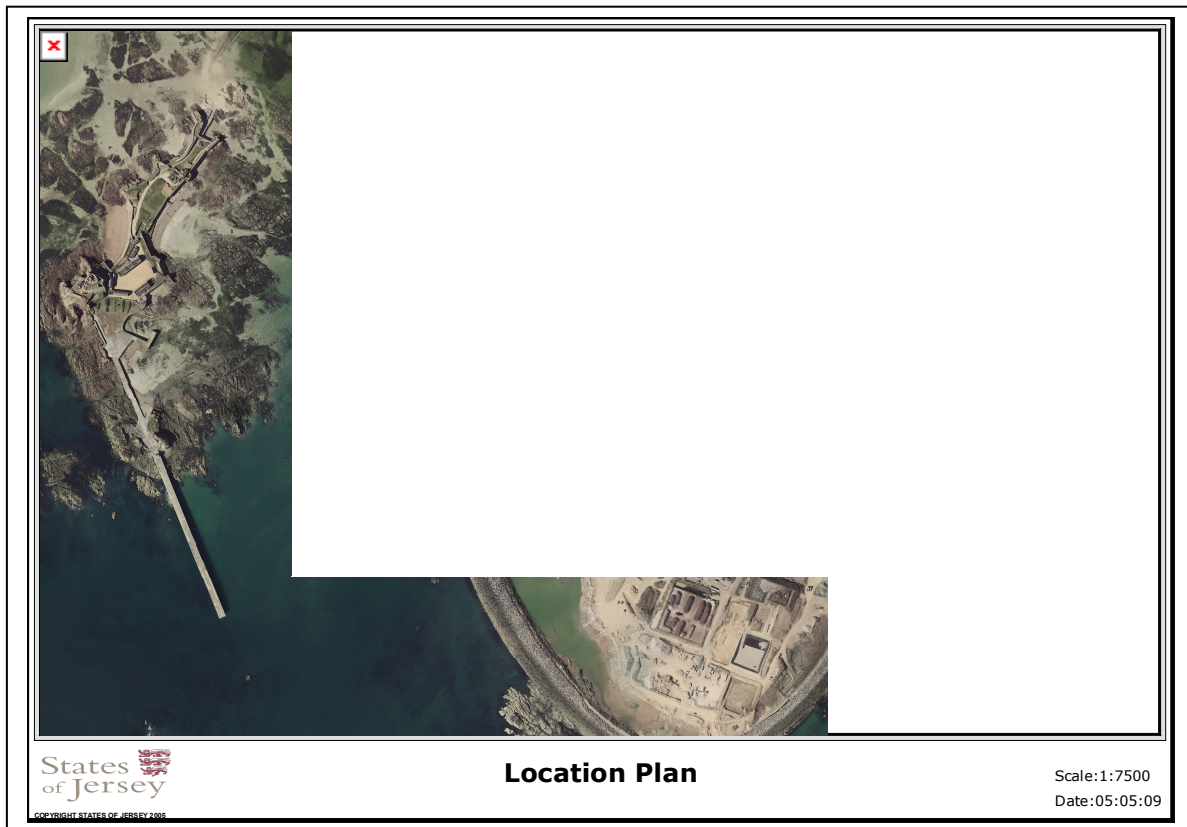 States
of Jersey
COPYRIGHT STATES OF JERSEY 2005
Location Plan
Scale:1:7500
Date:05:05:09